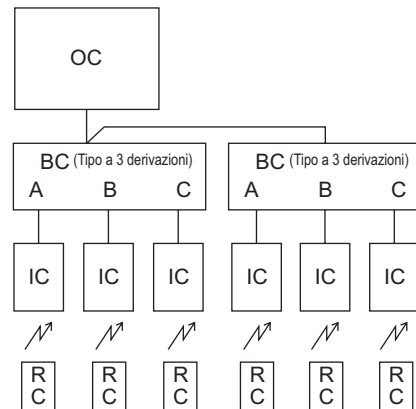 OC
BC (Tipo a 3 derivazioni) BC (Tipo a 3 derivazioni)
A B C A B C
IC IC IC IC IC IC
R R R R R R
C C C C C C